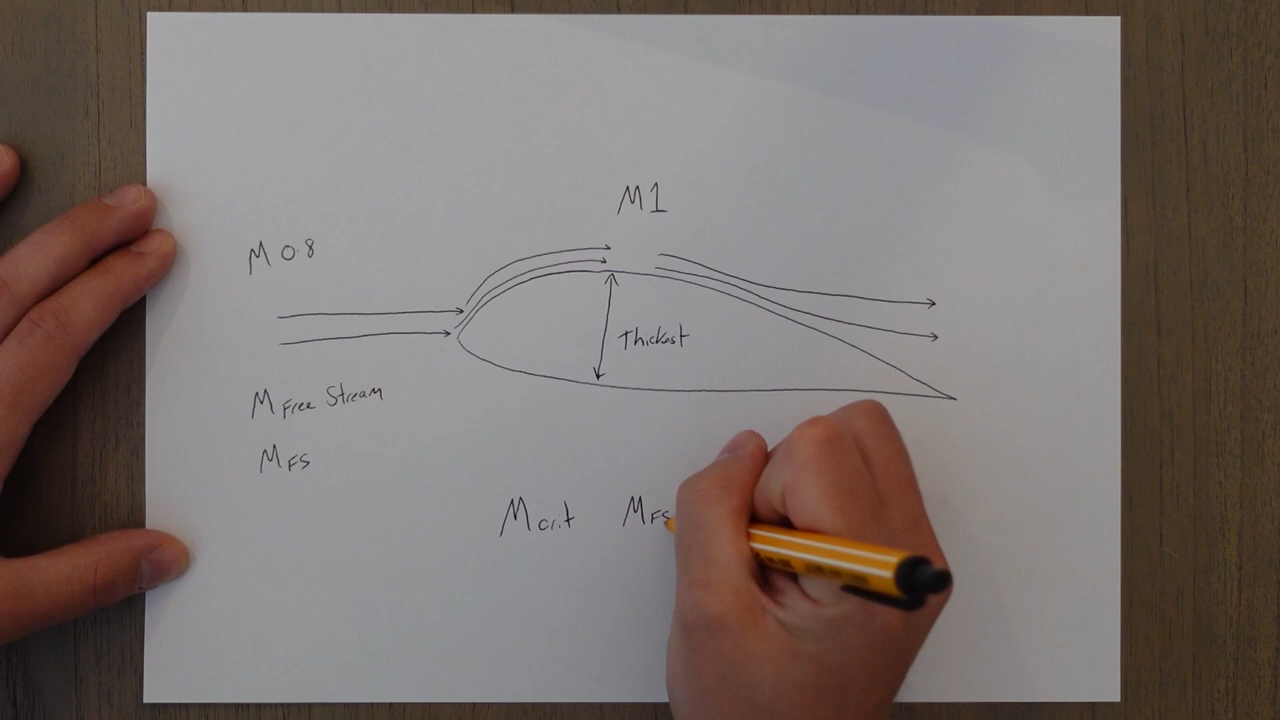 M1
M 0.8
Thickest
M Free Stream
M FS
M crit M FS